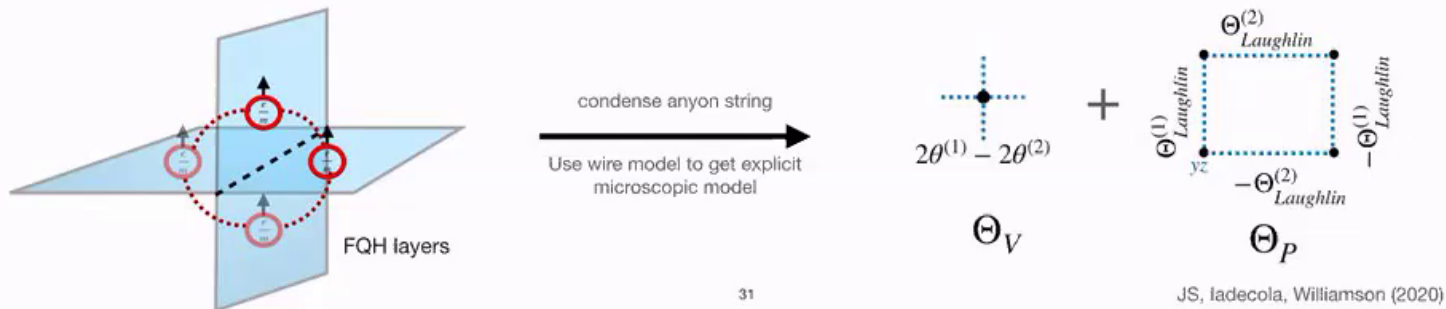 FQH layers
condense anyon string
Use wire model to get explicit
microscopic model
2θ^(1) − 2θ^(2)
Θ_V
+
Θ^(2)_Laughlin
Θ^(1)_Laughlin
−Θ^(1)_Laughlin
yz
−Θ^(2)_Laughlin
Θ_P
31
JS, Iadecola, Williamson (2020)